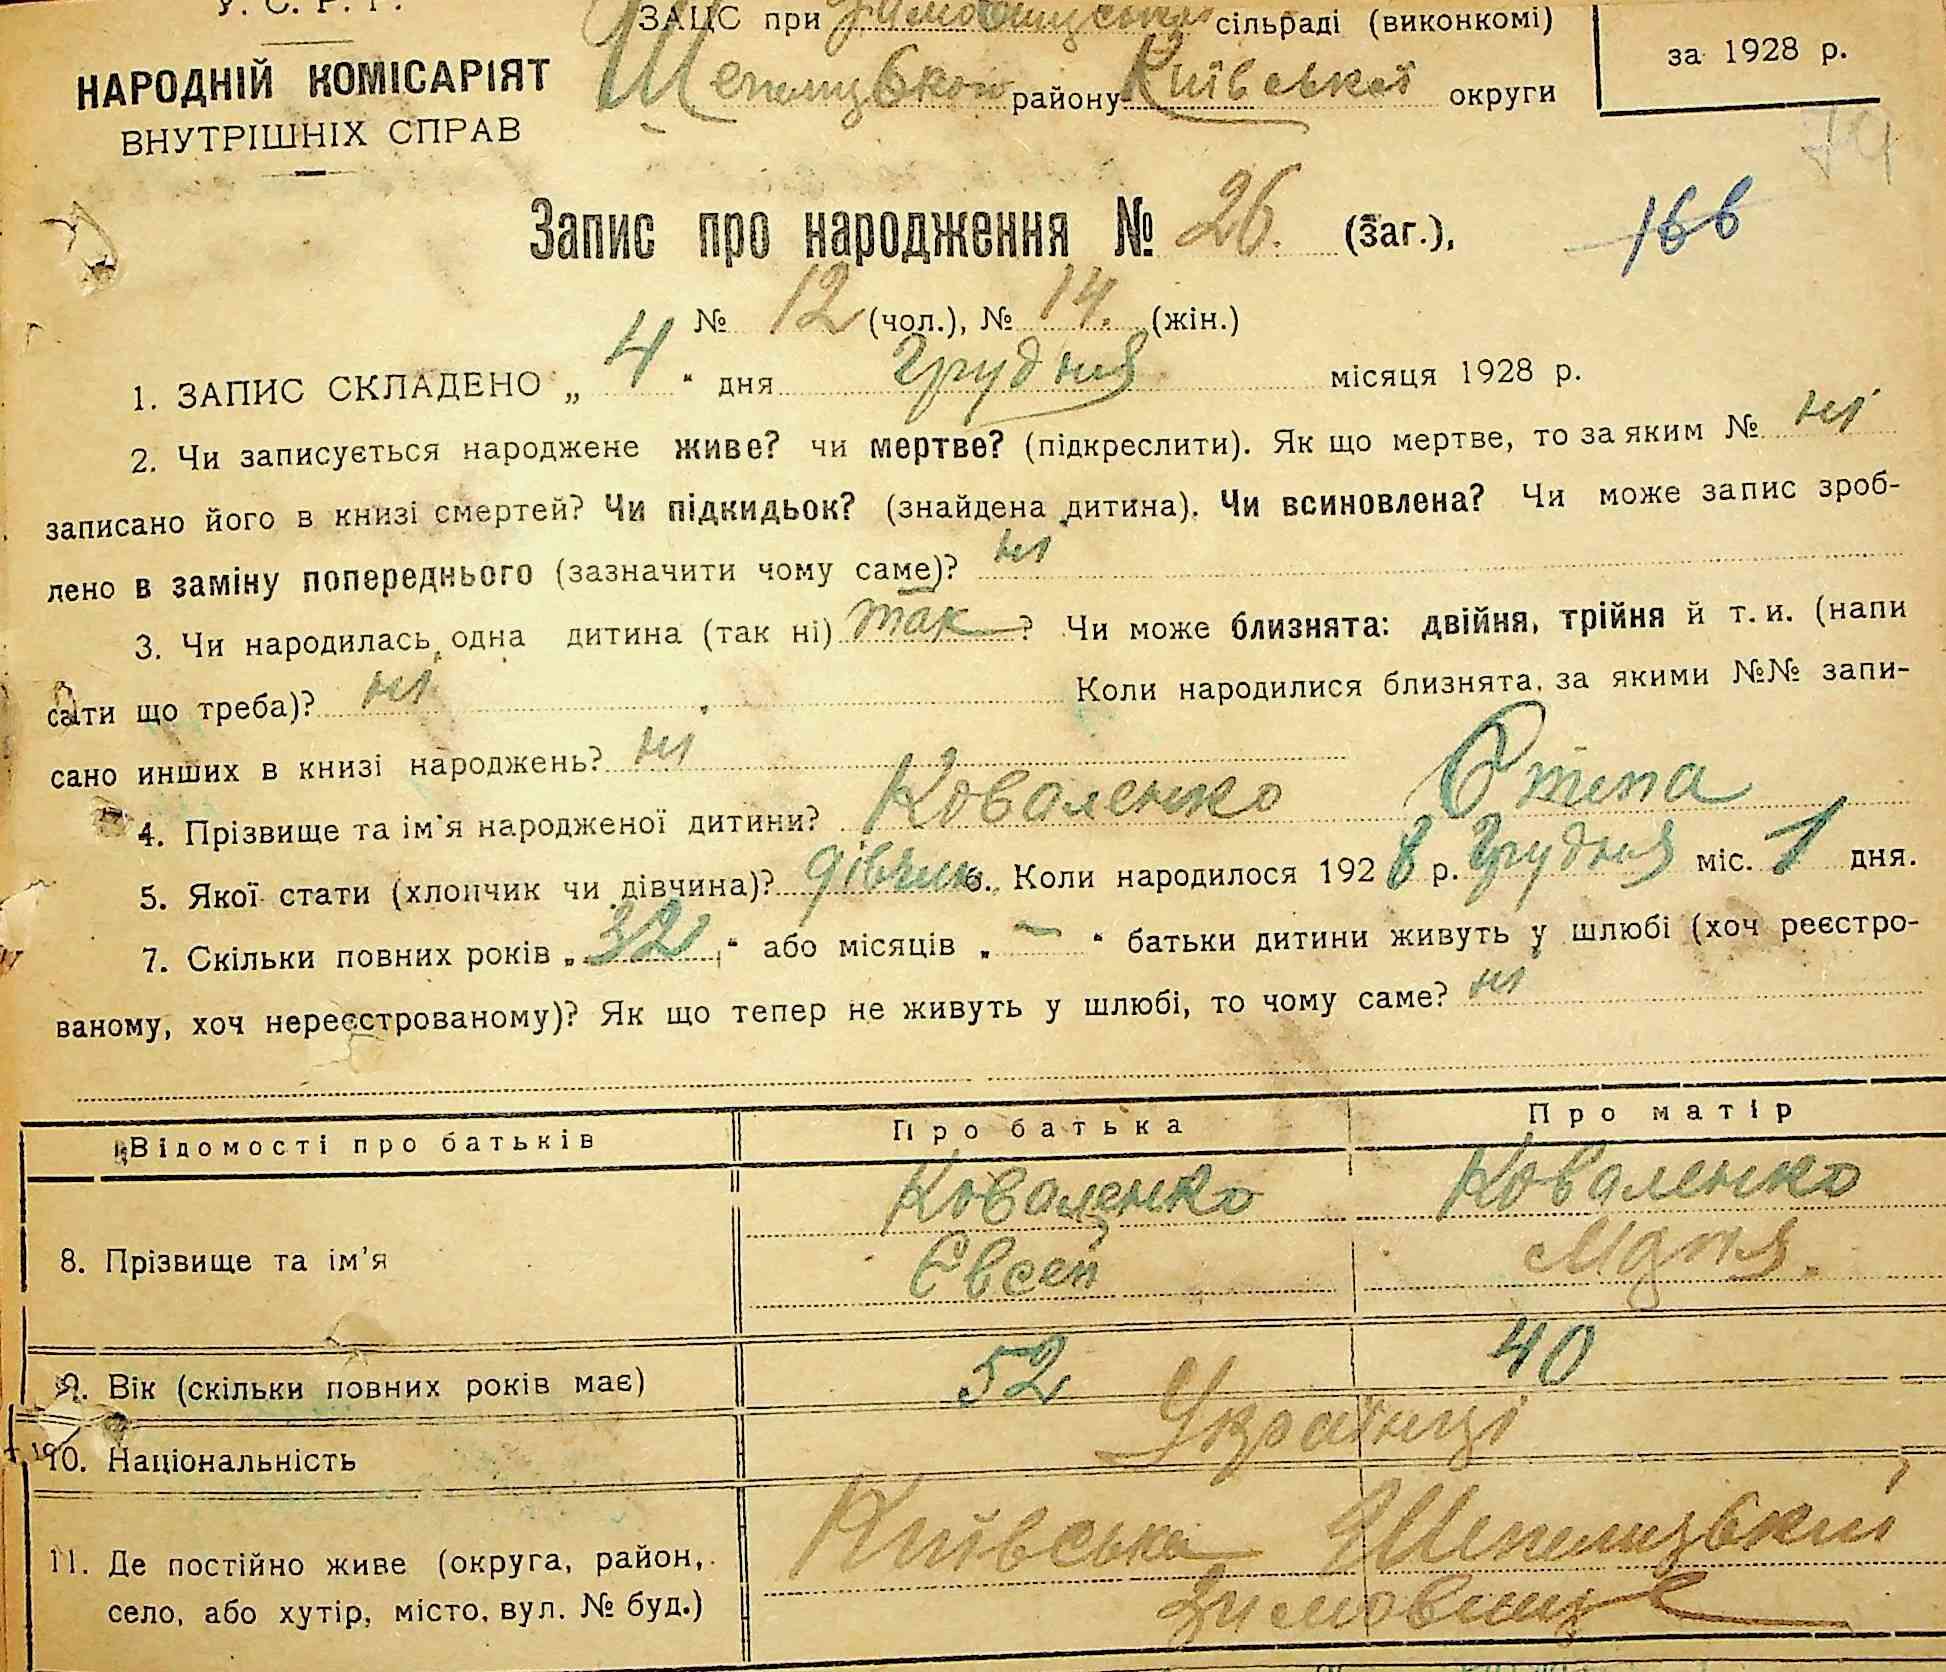 У. С. Р. Р.
ЗАЦС при Зимовищській сільраді (виконкомі)
за 1928 р.
НАРОДНІЙ КОМІСАРІЯТ
Шепелицького району Київської округи
ВНУТРІШНІХ СПРАВ
Запис про народження № 26. (заг.),
166
№ 12 (чол.), № 14. (жін.)
1. ЗАПИС СКЛАДЕНО „ 4 “ дня грудня місяця 1928 р.
2. Чи записується народжене живе? чи мертве? (підкреслити). Як що мертве, то за яким № ні
записано його в книзі смертей? Чи підкидьок? (знайдена дитина). Чи всиновлена? Чи може запис зроб-
лено в заміну попереднього (зазначити чому саме)? ні
3. Чи народилась одна дитина (так ні) так ? Чи може близнята: двійня, трійня й т. и. (напи
сати що треба)? ні Коли народилися близнята, за якими №№ запи-
сано инших в книзі народжень? ні
4. Прізвище та ім'я народженої дитини? Коваленко
5. Якої стати (хлопчик чи дівчина)? дівчин 6. Коли народилося 1928 р. Грудня міс. 1 дня.
7. Скільки повних років „ 32 “ або місяців „ — “ батьки дитини живуть у шлюбі (хоч реєстро-
ваному, хоч нереєстрованому)? Як що тепер не живуть у шлюбі, то чому саме? ні
Відомості про батьків Про батька Про матір
8. Прізвище та ім'я Коваленко Євсей Коваленко
9. Вік (скільки повних років має) 52 40
10. Національність Українці
11. Де постійно живе (округа, район, Київська Шепелицький
село, або хутір, місто, вул. № буд.) Зимовище